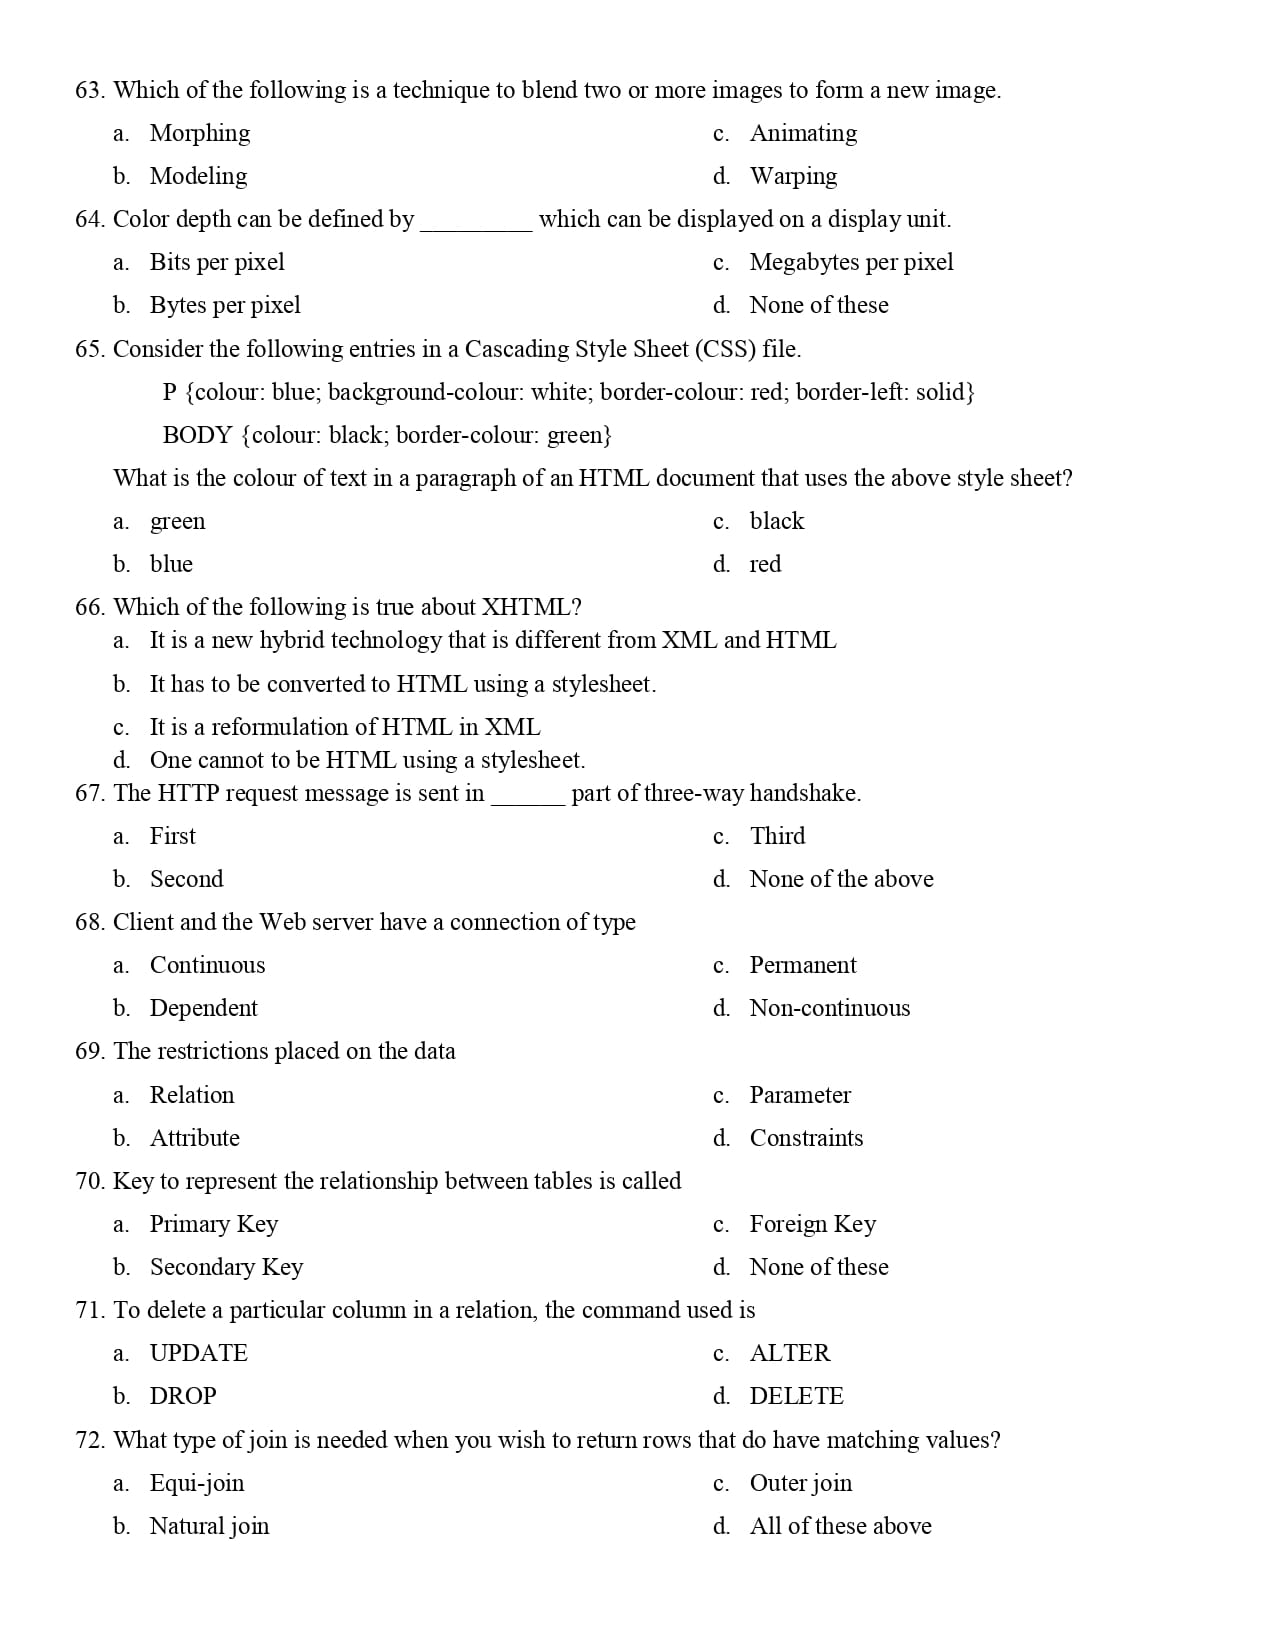 63. Which of the following is a technique to blend two or more images to form a new image.
a. Morphing c. Animating
b. Modeling d. Warping
64. Color depth can be defined by _________ which can be displayed on a display unit.
a. Bits per pixel c. Megabytes per pixel
b. Bytes per pixel d. None of these
65. Consider the following entries in a Cascading Style Sheet (CSS) file.
P {colour: blue; background-colour: white; border-colour: red; border-left: solid}
BODY {colour: black; border-colour: green}
What is the colour of text in a paragraph of an HTML document that uses the above style sheet?
a. green c. black
b. blue d. red
66. Which of the following is true about XHTML?
a. It is a new hybrid technology that is different from XML and HTML
b. It has to be converted to HTML using a stylesheet.
c. It is a reformulation of HTML in XML
d. One cannot to be HTML using a stylesheet.
67. The HTTP request message is sent in ______ part of three-way handshake.
a. First c. Third
b. Second d. None of the above
68. Client and the Web server have a connection of type
a. Continuous c. Permanent
b. Dependent d. Non-continuous
69. The restrictions placed on the data
a. Relation c. Parameter
b. Attribute d. Constraints
70. Key to represent the relationship between tables is called
a. Primary Key c. Foreign Key
b. Secondary Key d. None of these
71. To delete a particular column in a relation, the command used is
a. UPDATE c. ALTER
b. DROP d. DELETE
72. What type of join is needed when you wish to return rows that do have matching values?
a. Equi-join c. Outer join
b. Natural join d. All of these above